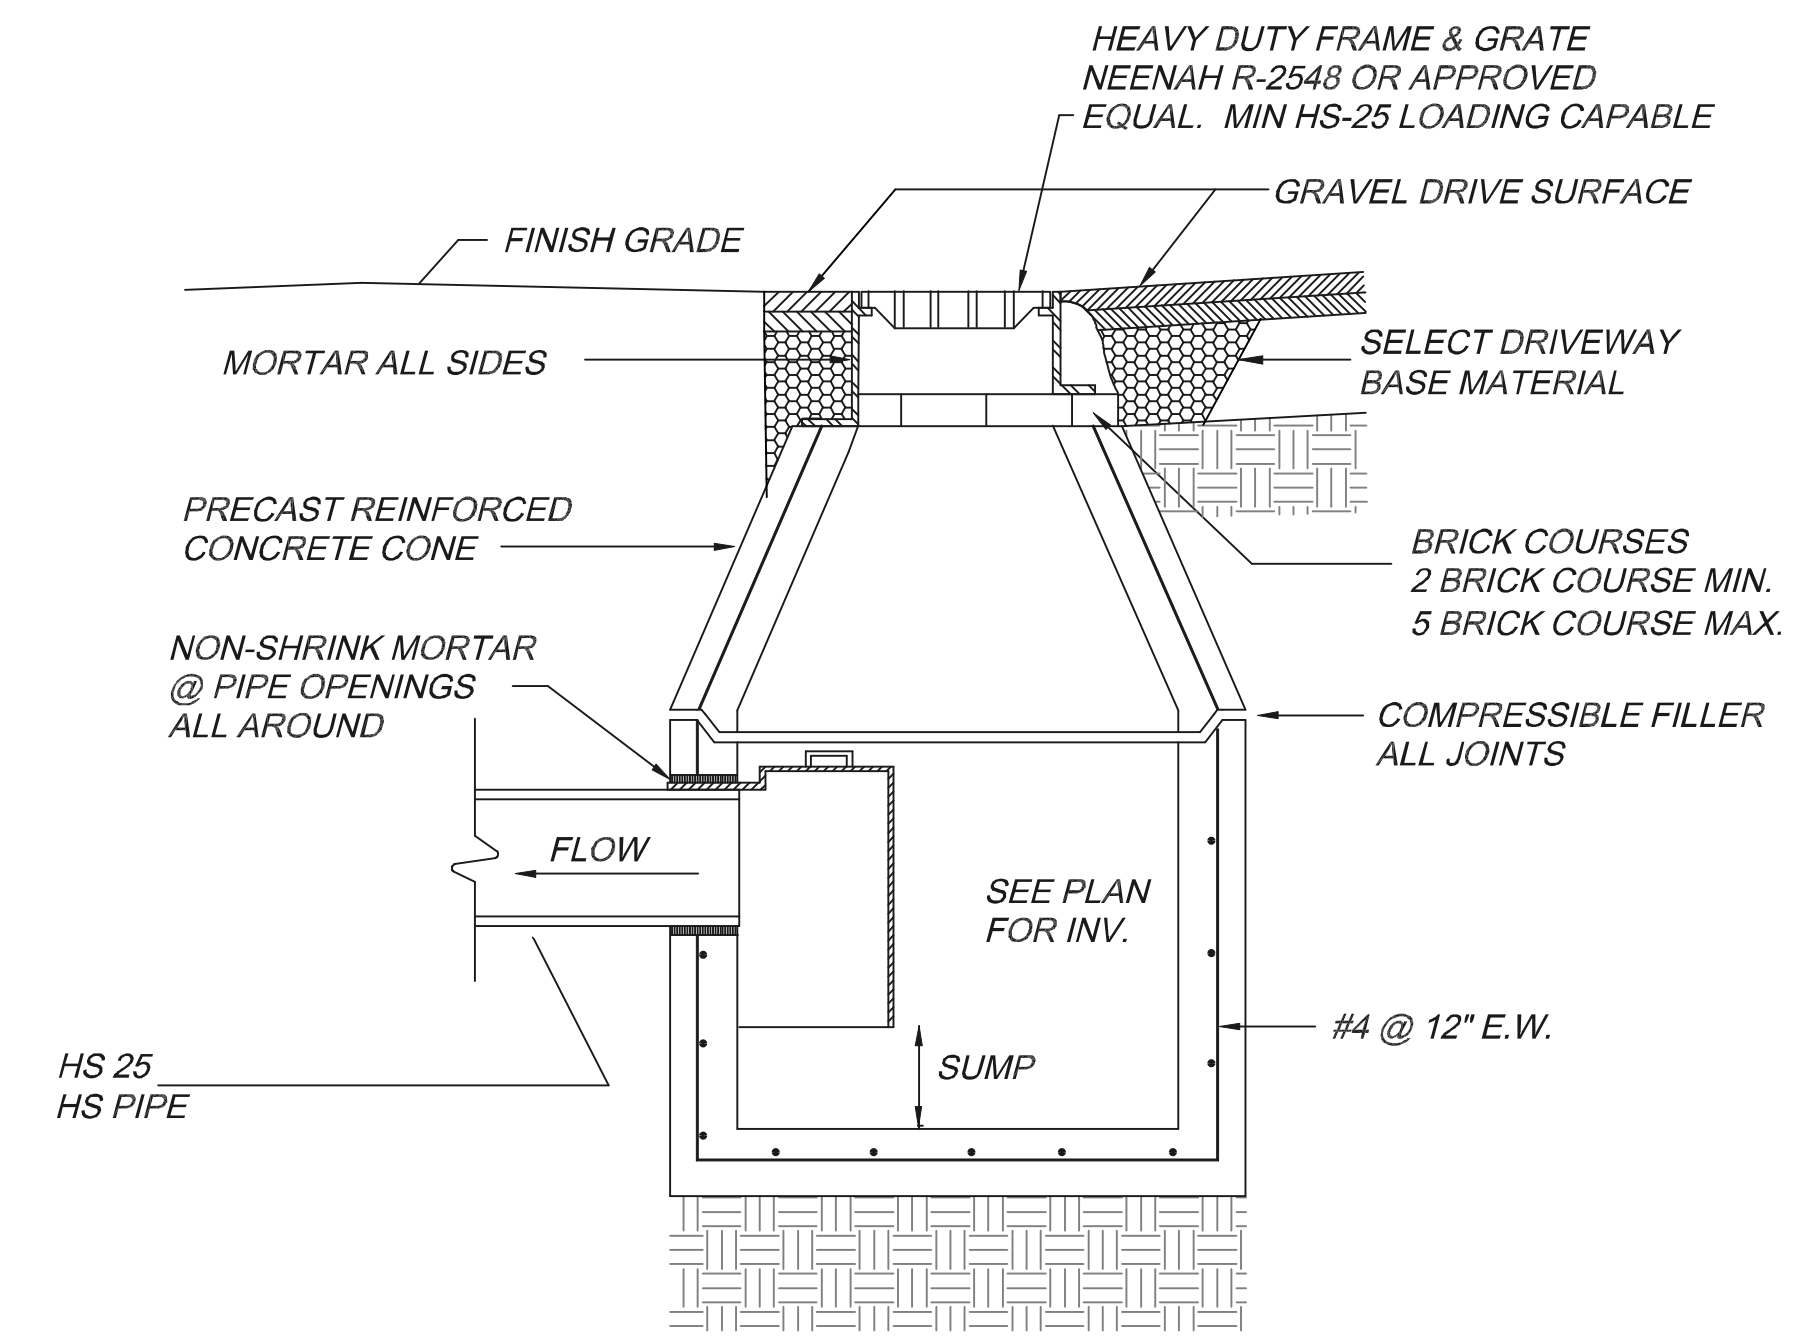 HEAVY DUTY FRAME & GRATE
NEENAH R-2548 OR APPROVED
EQUAL. MIN HS-25 LOADING CAPABLE
GRAVEL DRIVE SURFACE
FINISH GRADE
MORTAR ALL SIDES
SELECT DRIVEWAY
BASE MATERIAL
PRECAST REINFORCED
CONCRETE CONE
BRICK COURSES
2 BRICK COURSE MIN.
5 BRICK COURSE MAX.
NON-SHRINK MORTAR
@ PIPE OPENINGS
ALL AROUND
COMPRESSIBLE FILLER
ALL JOINTS
FLOW
SEE PLAN
FOR INV.
#4 @ 12" E.W.
SUMP
HS 25
HS PIPE